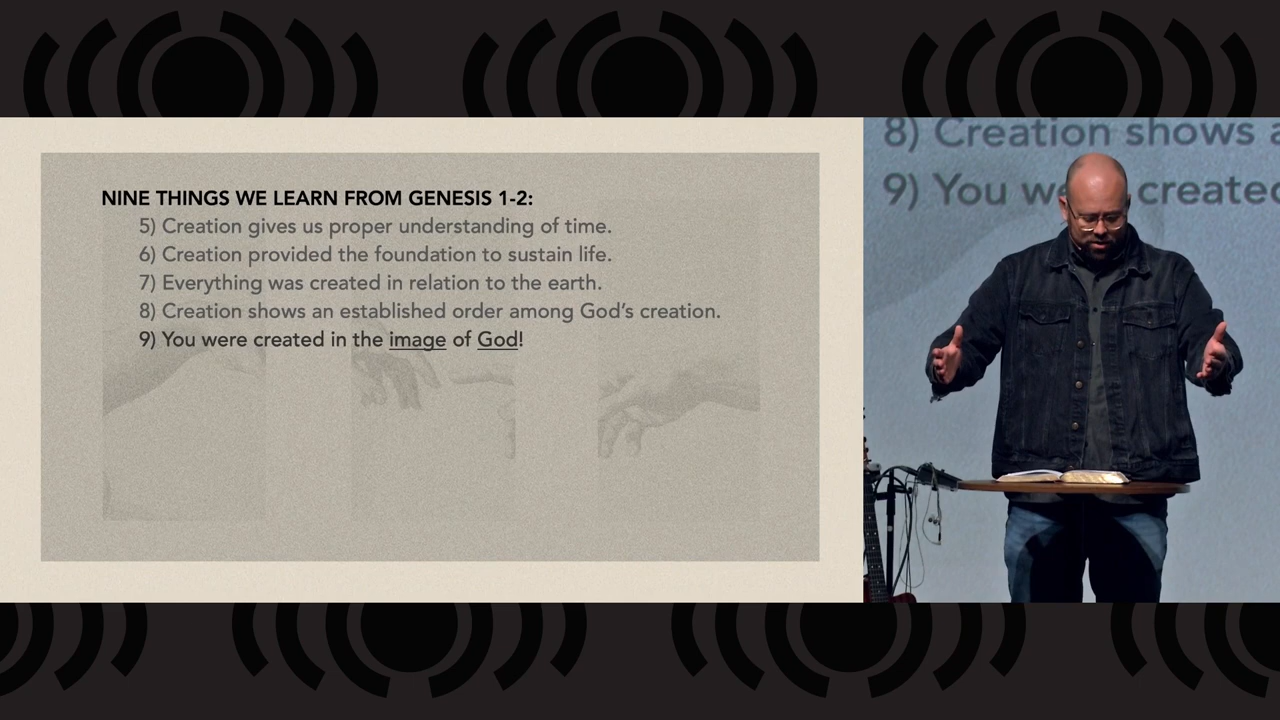 NINE THINGS WE LEARN FROM GENESIS 1-2:
5) Creation gives us proper understanding of time.
6) Creation provided the foundation to sustain life.
7) Everything was created in relation to the earth.
8) Creation shows an established order among God’s creation.
9) You were created in the image of God!
8) Creation shows a
9) You we created